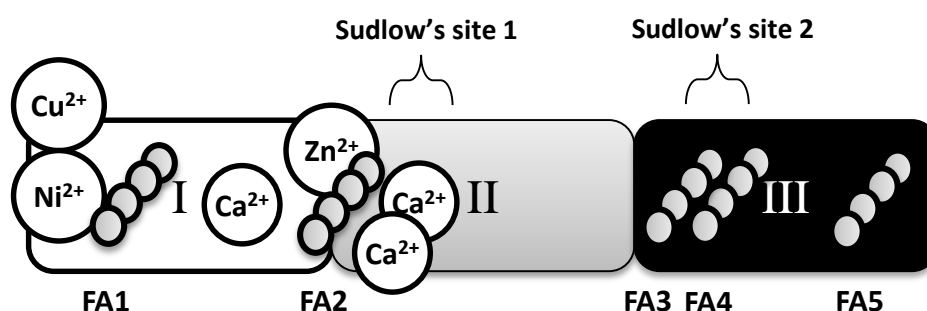 Sudlow’s site 1
Sudlow’s site 2
Cu²⁺
Zn²⁺
Ni²⁺
I
Ca²⁺
Ca²⁺
II
III
Ca²⁺
FA1
FA2
FA3
FA4
FA5